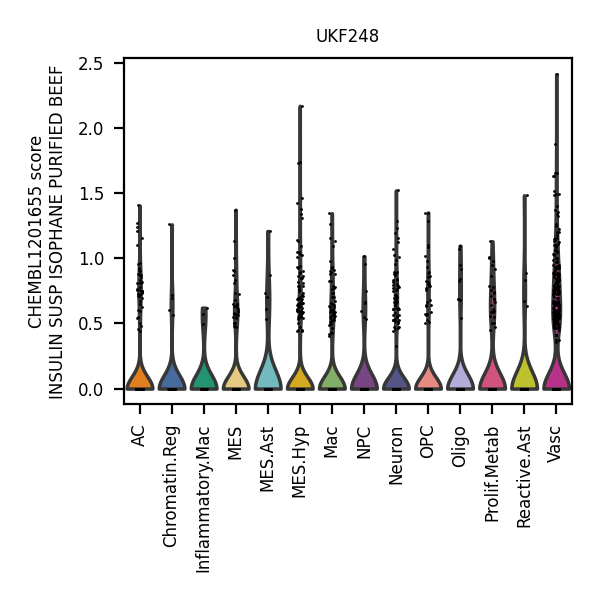 UKF248
CHEMBL1201655 score
INSULIN SUSP ISOPHANE PURIFIED BEEF
2.5
2.0
1.5
1.0
0.5
0.0
AC
Chromatin.Reg
Inflammatory.Mac
MES
MES.Ast
MES.Hyp
Mac
NPC
Neuron
OPC
Oligo
Prolif.Metab
Reactive.Ast
Vasc